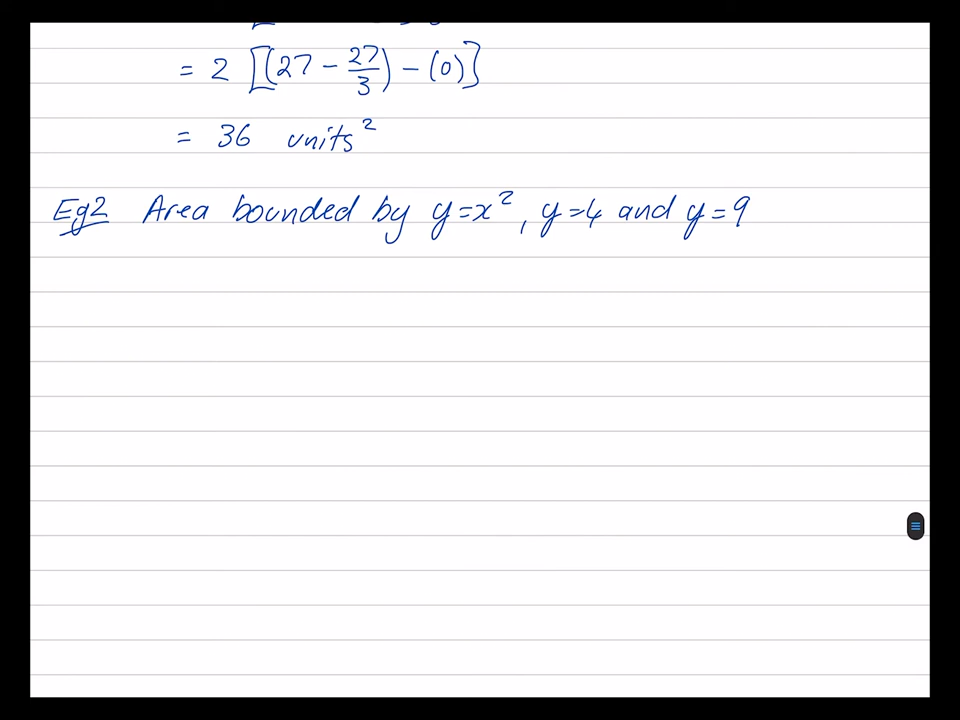 = 2 [(27 - 27/3) - (0)]
= 36 units²
Eg2 Area bounded by y=x², y=4 and y=9